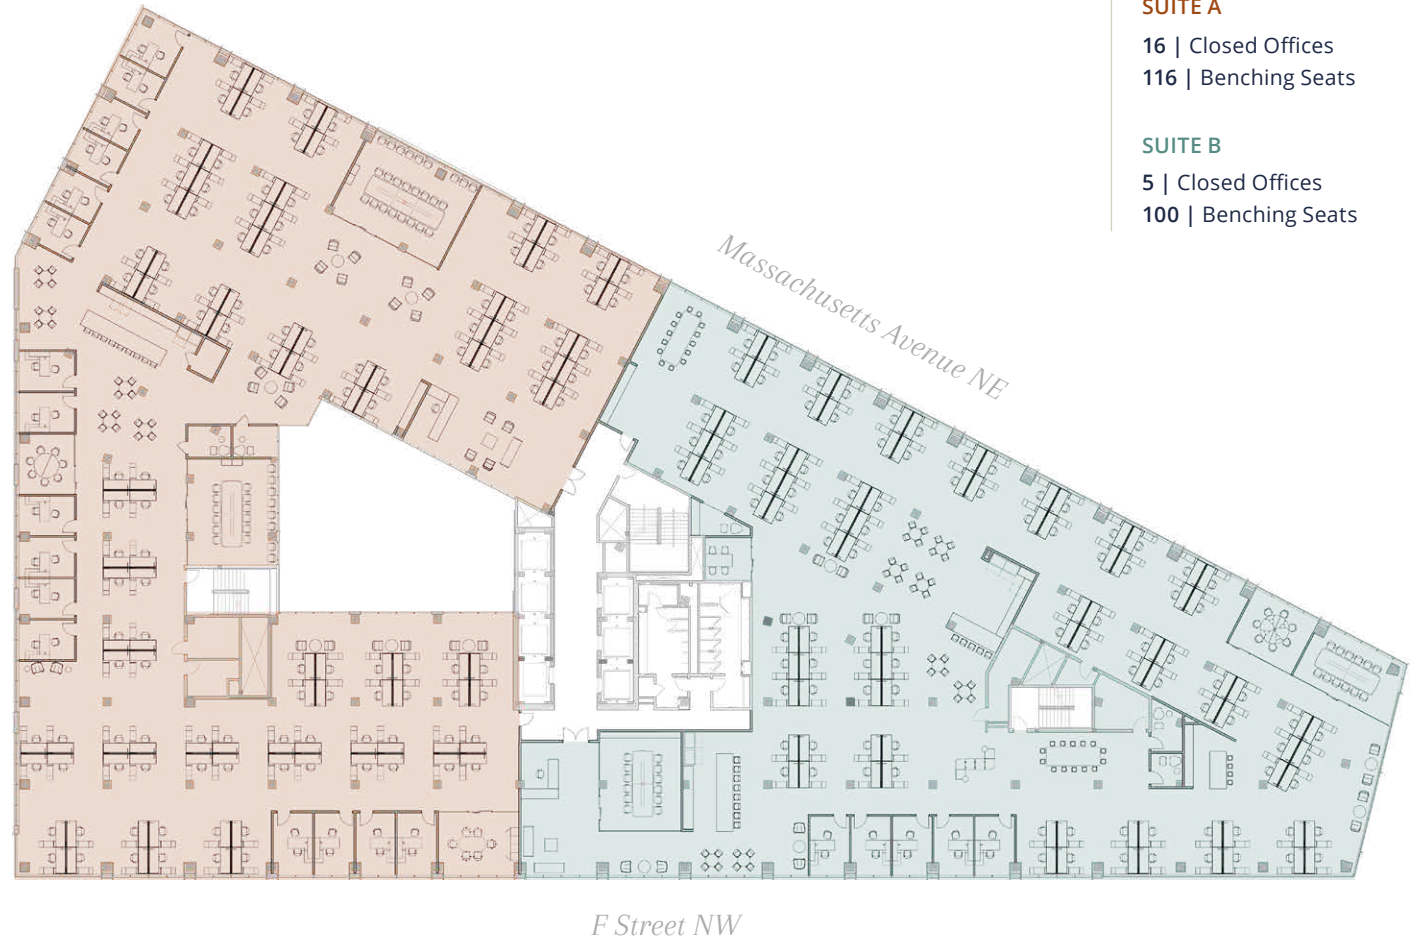 SUITE A
16 | Closed Offices
116 | Benching Seats
SUITE B
5 | Closed Offices
100 | Benching Seats
Massachusetts Avenue NE
F Street NW